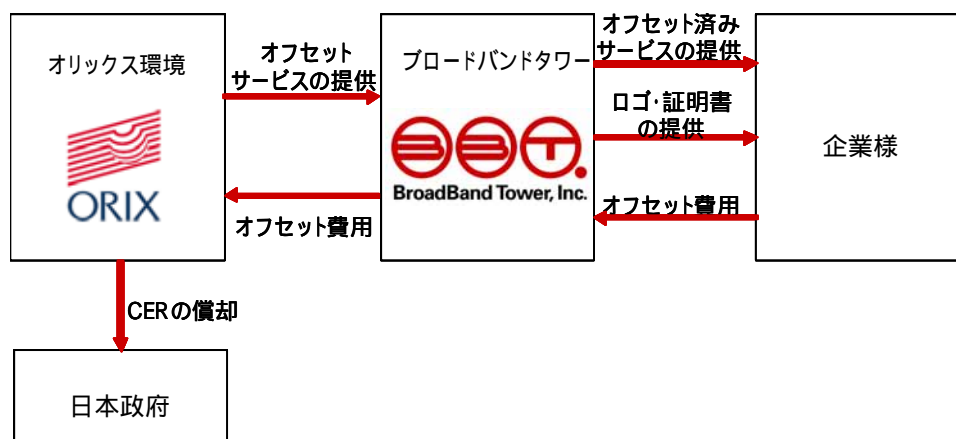 オリックス環境
ORIX
オフセット
サービスの提供
オフセット費用
ブロードバンドタワー
BBT.
BroadBand Tower, Inc.
オフセット済み
サービスの提供
ロゴ・証明書
の提供
オフセット費用
企業様
CERの償却
日本政府